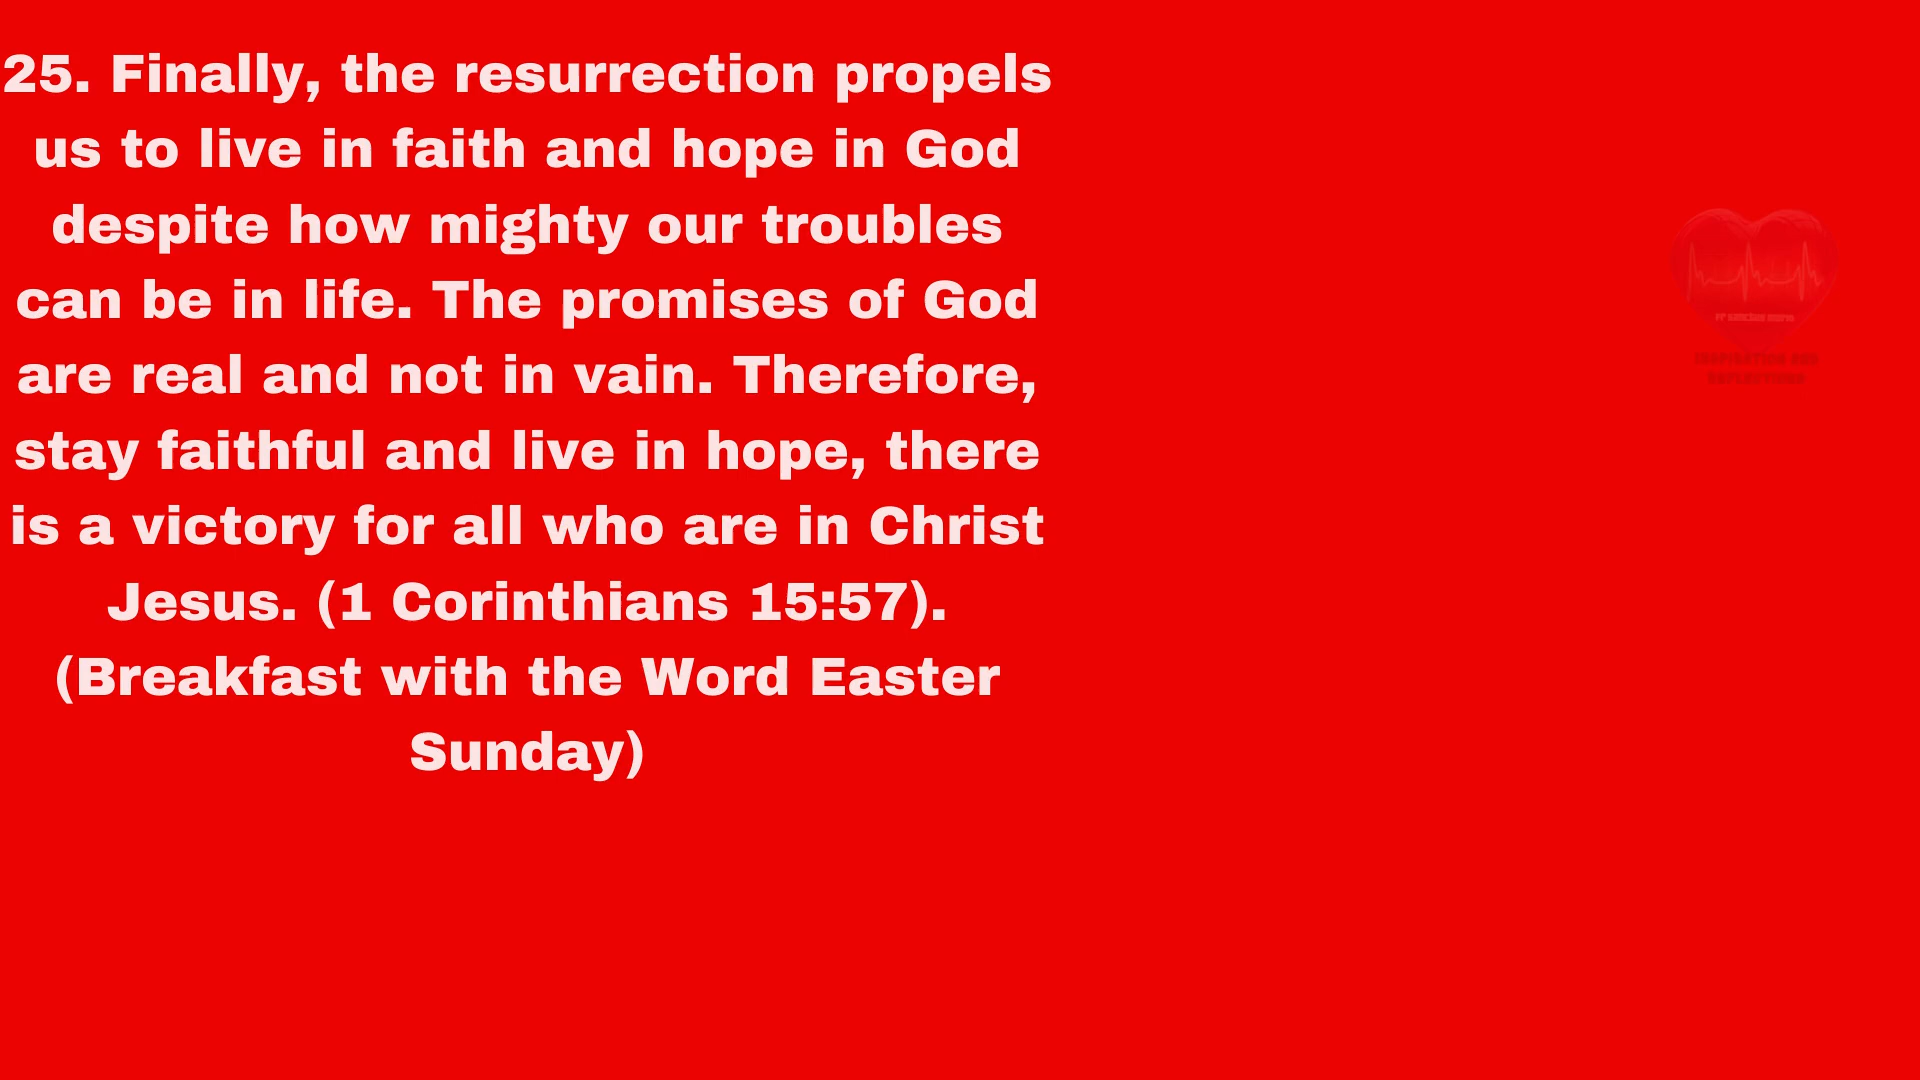 25. Finally, the resurrection propels
us to live in faith and hope in God
despite how mighty our troubles
can be in life. The promises of God
are real and not in vain. Therefore,
stay faithful and live in hope, there
is a victory for all who are in Christ
Jesus. (1 Corinthians 15:57).
(Breakfast with the Word Easter
Sunday)
INSPIRATION AND
REFLECTIONS